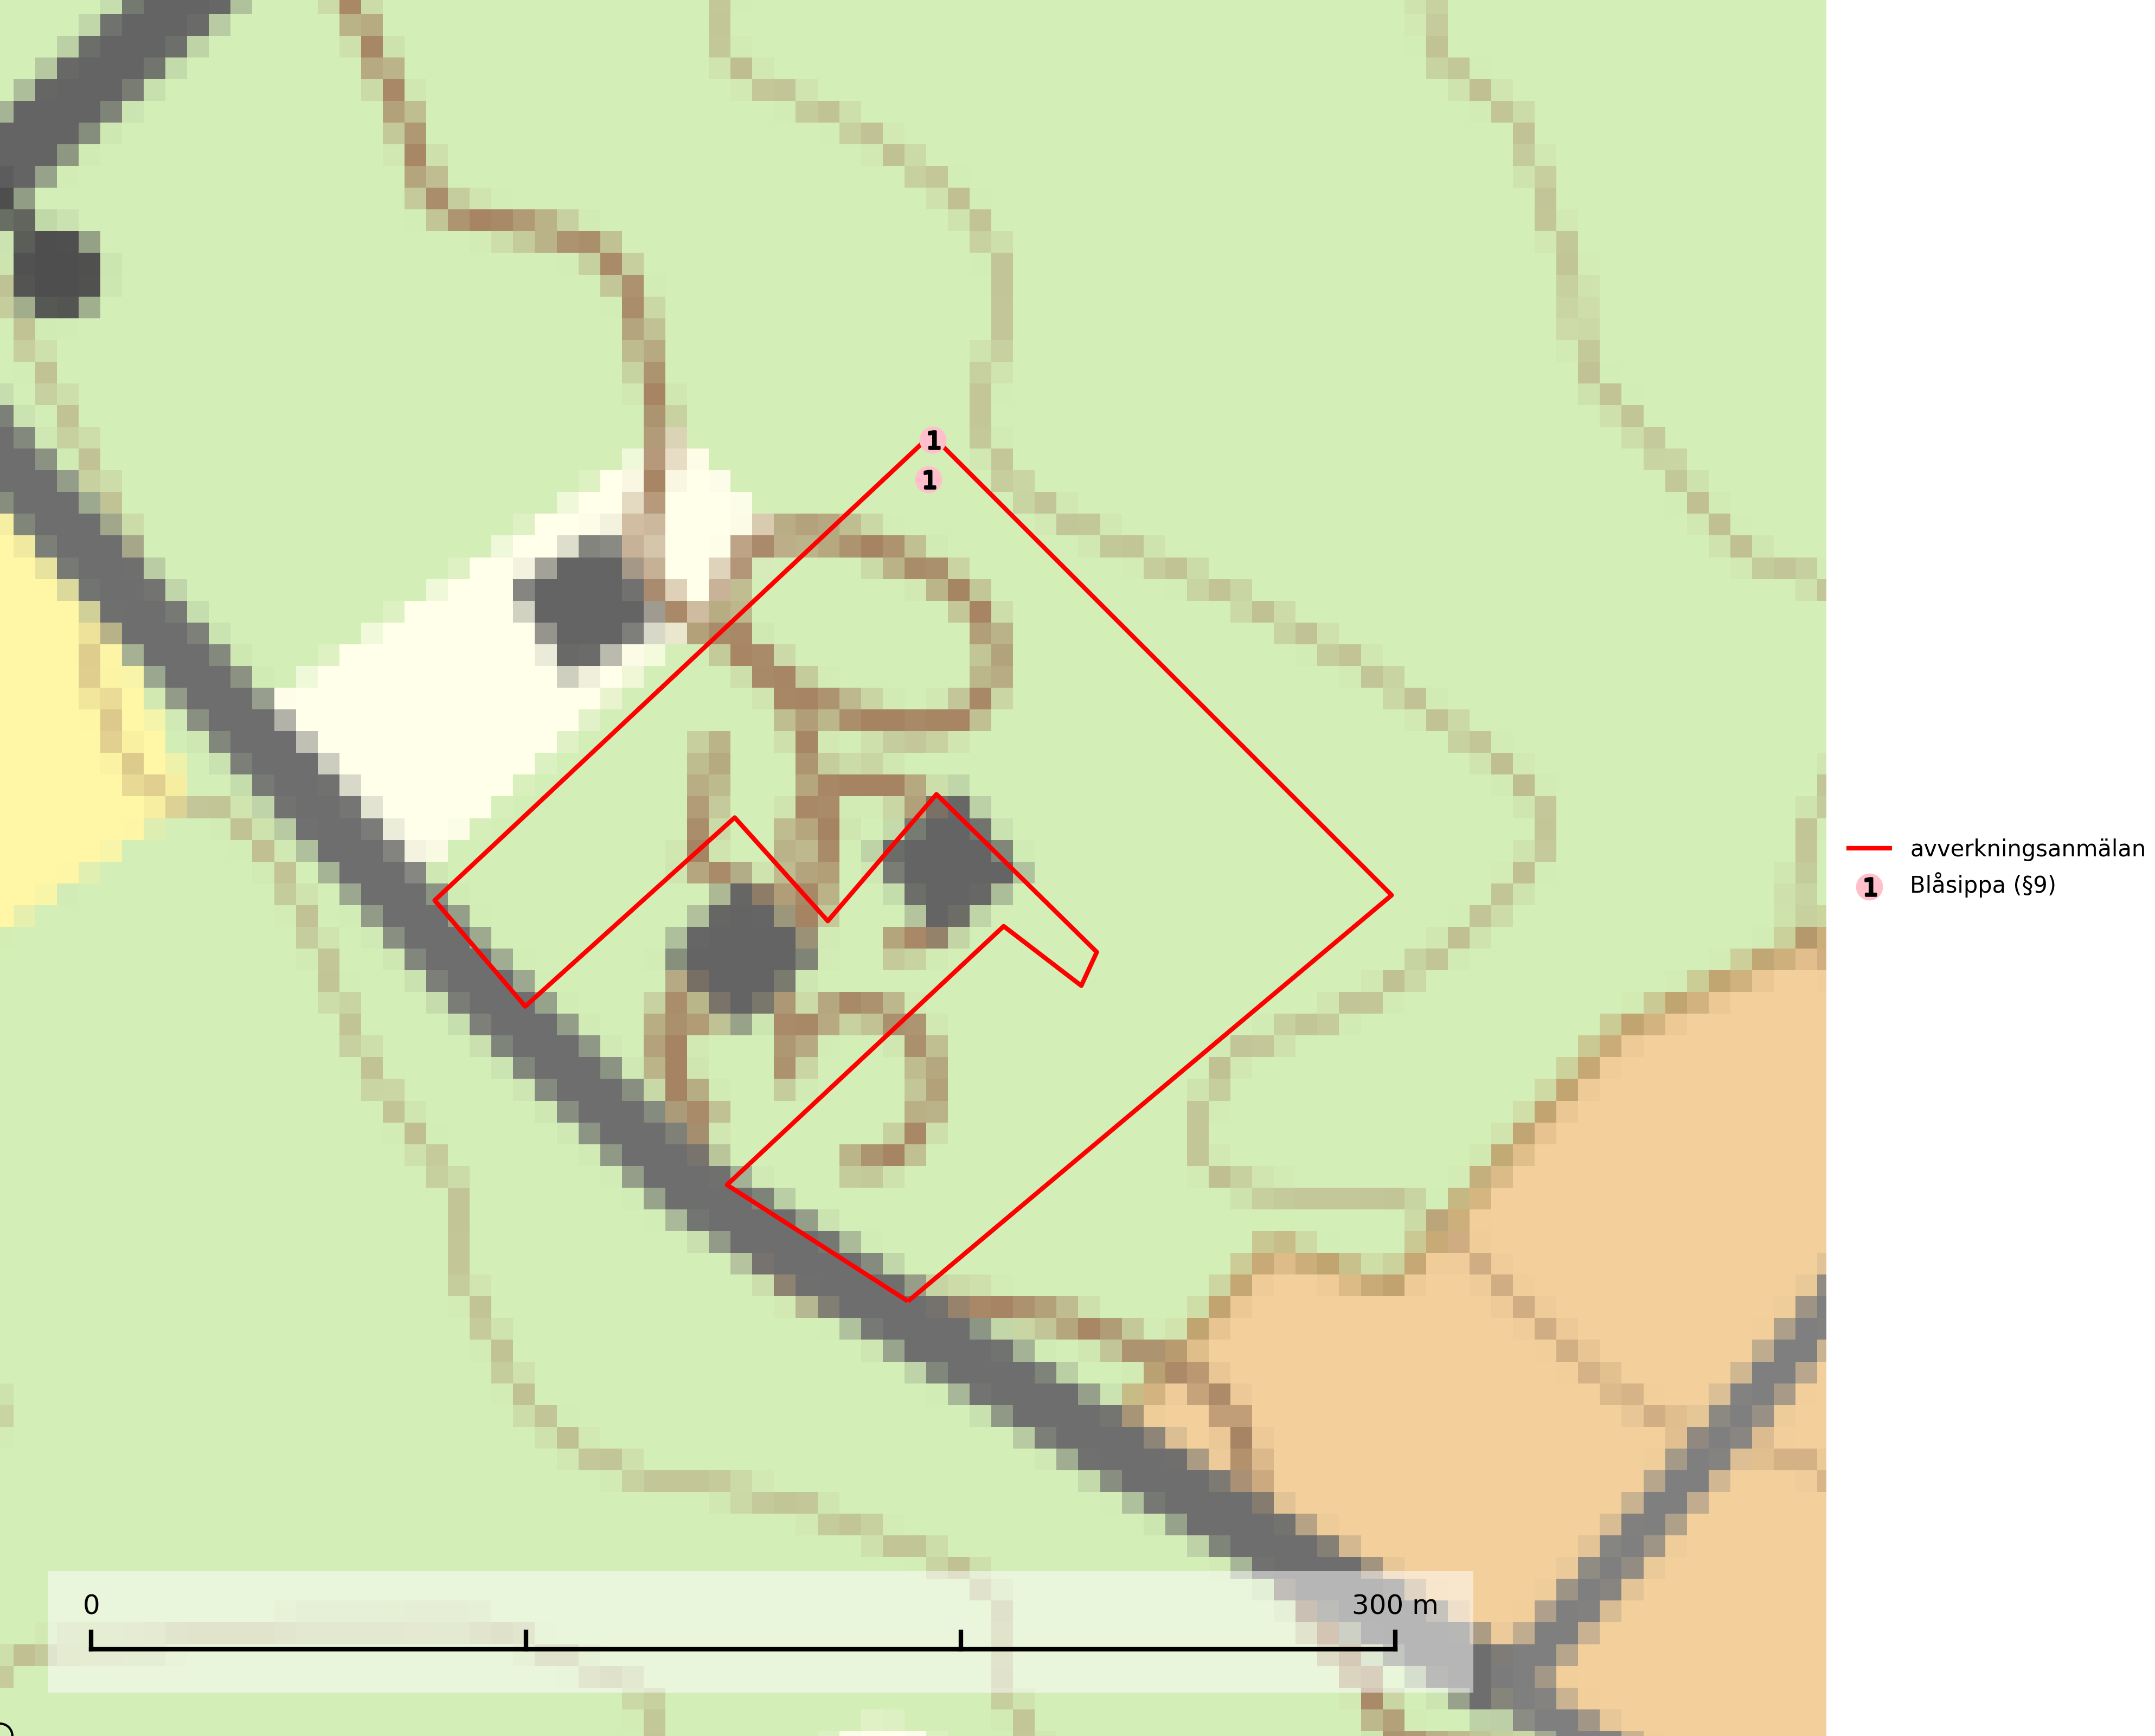 1
1
avverkningsanmälan
1 Blåsippa (§9)
0 300 m